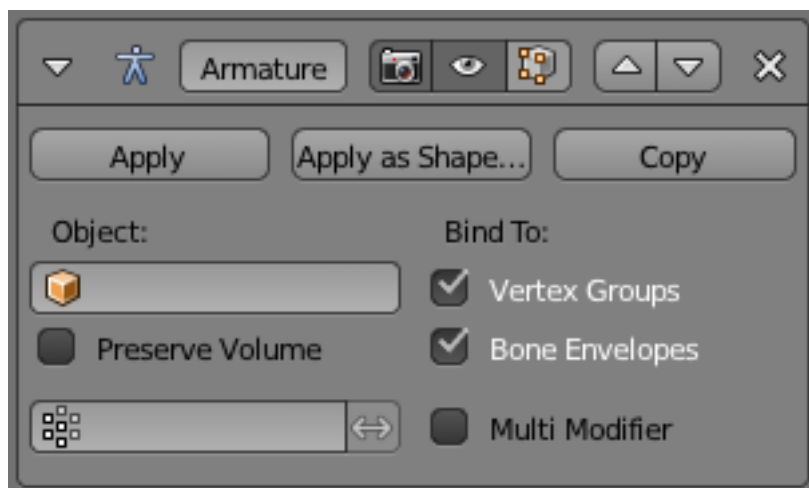 Armature
Apply Apply as Shape... Copy
Object: Bind To:
Vertex Groups
Preserve Volume Bone Envelopes
Multi Modifier